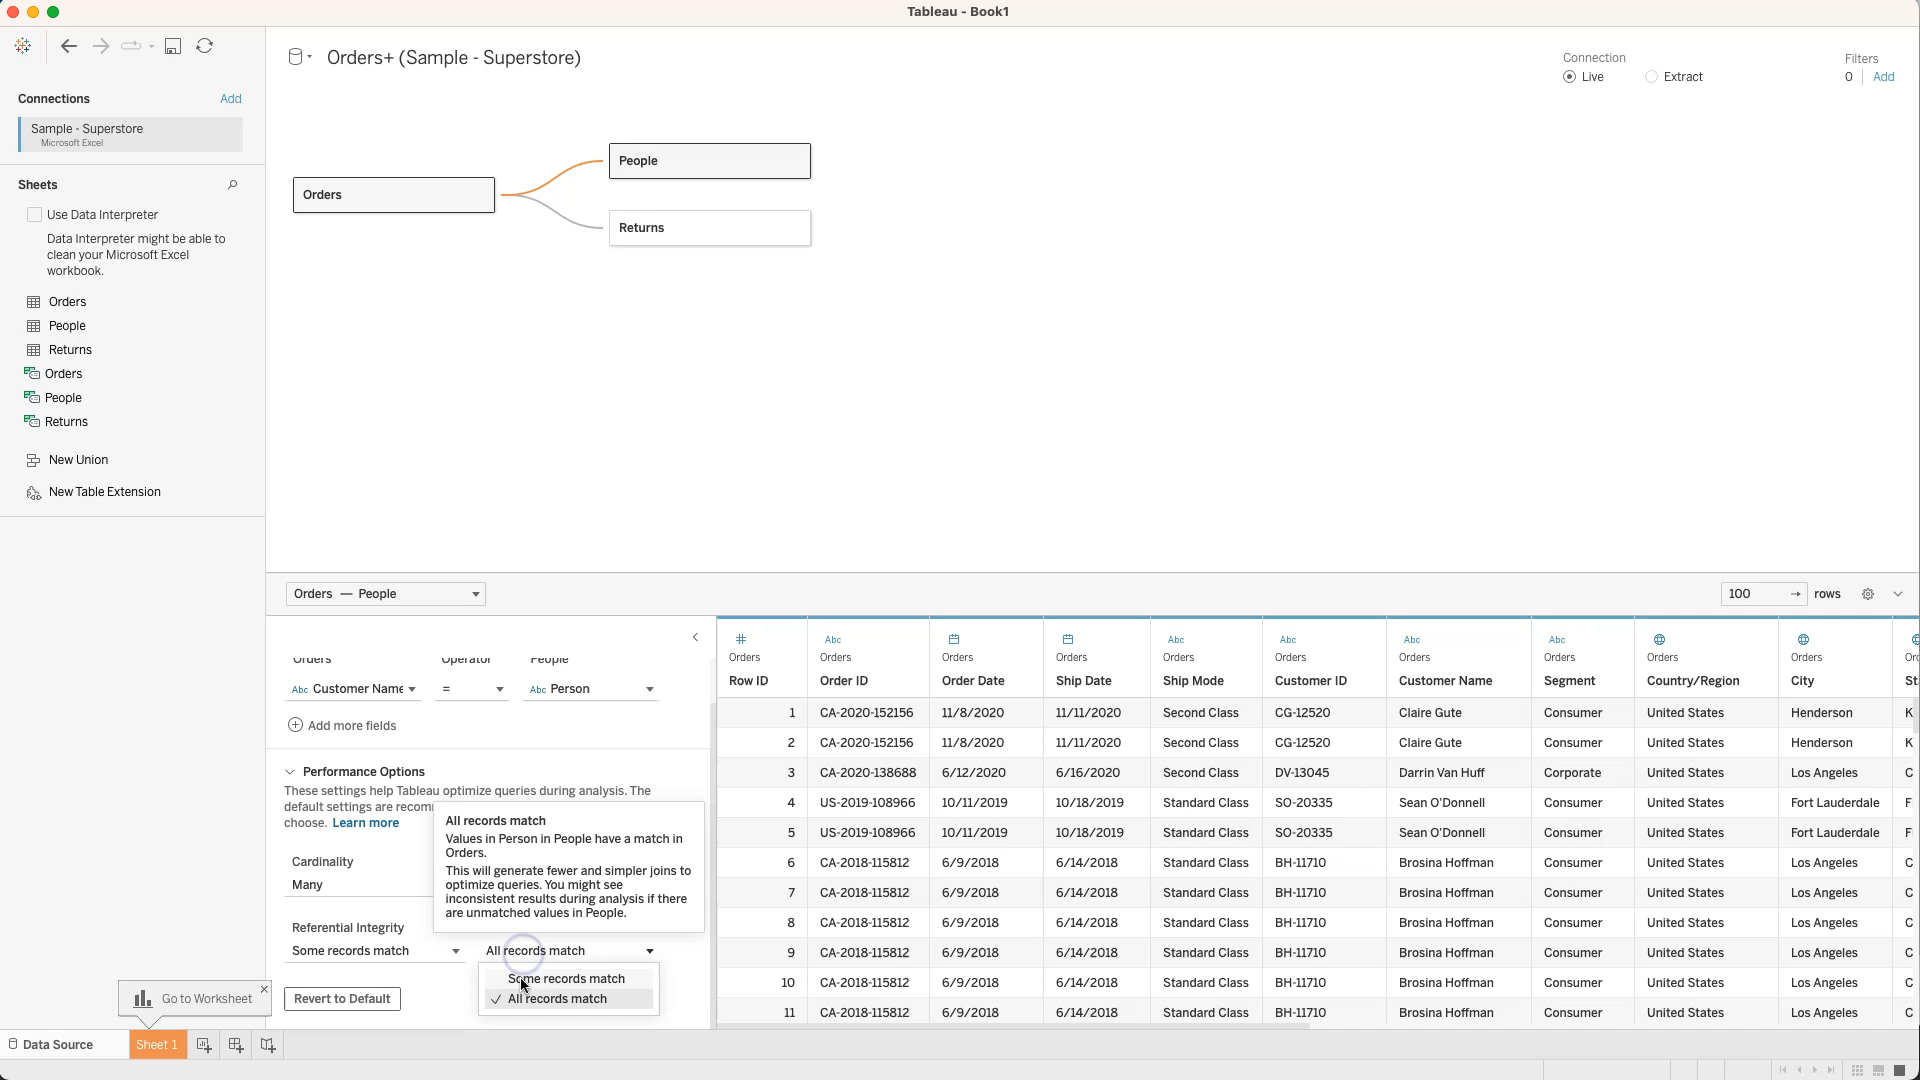 Tableau - Book1
Connections
Add
Sample - Superstore
Microsoft Excel
Sheets
Use Data Interpreter
Data Interpreter might be able to
clean your Microsoft Excel
workbook.
Orders
People
Returns
Orders
People
Returns
New Union
New Table Extension
Orders+ (Sample - Superstore)
Connection
Live
Extract
Filters
0
Add
Orders
People
Returns
Orders — People
100
rows
Orders
Operator
People
Abc Customer Name
=
Abc Person
Add more fields
Performance Options
These settings help Tableau optimize queries during analysis. The
default settings are
choose. Learn more
Cardinality
Many
All records match
Values in Person in People have a match in
Orders.
This will generate fewer and simpler joins to
optimize queries. You might see
inconsistent results during analysis if there
are unmatched values in People.
Referential Integrity
Some records match
All records match
Some records match
All records match
Revert to Default
Go to Worksheet
# Abc Abc Abc Abc Abc
Orders Orders Orders Orders Orders Orders Orders Orders Orders Orders
Row ID Order ID Order Date Ship Date Ship Mode Customer ID Customer Name Segment Country/Region City
1 CA-2020-152156 11/8/2020 11/11/2020 Second Class CG-12520 Claire Gute Consumer United States Henderson K
2 CA-2020-152156 11/8/2020 11/11/2020 Second Class CG-12520 Claire Gute Consumer United States Henderson K
3 CA-2020-138688 6/12/2020 6/16/2020 Second Class DV-13045 Darrin Van Huff Corporate United States Los Angeles C
4 US-2019-108966 10/11/2019 10/18/2019 Standard Class SO-20335 Sean O'Donnell Consumer United States Fort Lauderdale F
5 US-2019-108966 10/11/2019 10/18/2019 Standard Class SO-20335 Sean O'Donnell Consumer United States Fort Lauderdale F
6 CA-2018-115812 6/9/2018 6/14/2018 Standard Class BH-11710 Brosina Hoffman Consumer United States Los Angeles C
7 CA-2018-115812 6/9/2018 6/14/2018 Standard Class BH-11710 Brosina Hoffman Consumer United States Los Angeles C
8 CA-2018-115812 6/9/2018 6/14/2018 Standard Class BH-11710 Brosina Hoffman Consumer United States Los Angeles C
9 CA-2018-115812 6/9/2018 6/14/2018 Standard Class BH-11710 Brosina Hoffman Consumer United States Los Angeles C
10 CA-2018-115812 6/9/2018 6/14/2018 Standard Class BH-11710 Brosina Hoffman Consumer United States Los Angeles C
11 CA-2018-115812 6/9/2018 6/14/2018 Standard Class BH-11710 Brosina Hoffman Consumer United States Los Angeles C
Data Source
Sheet 1